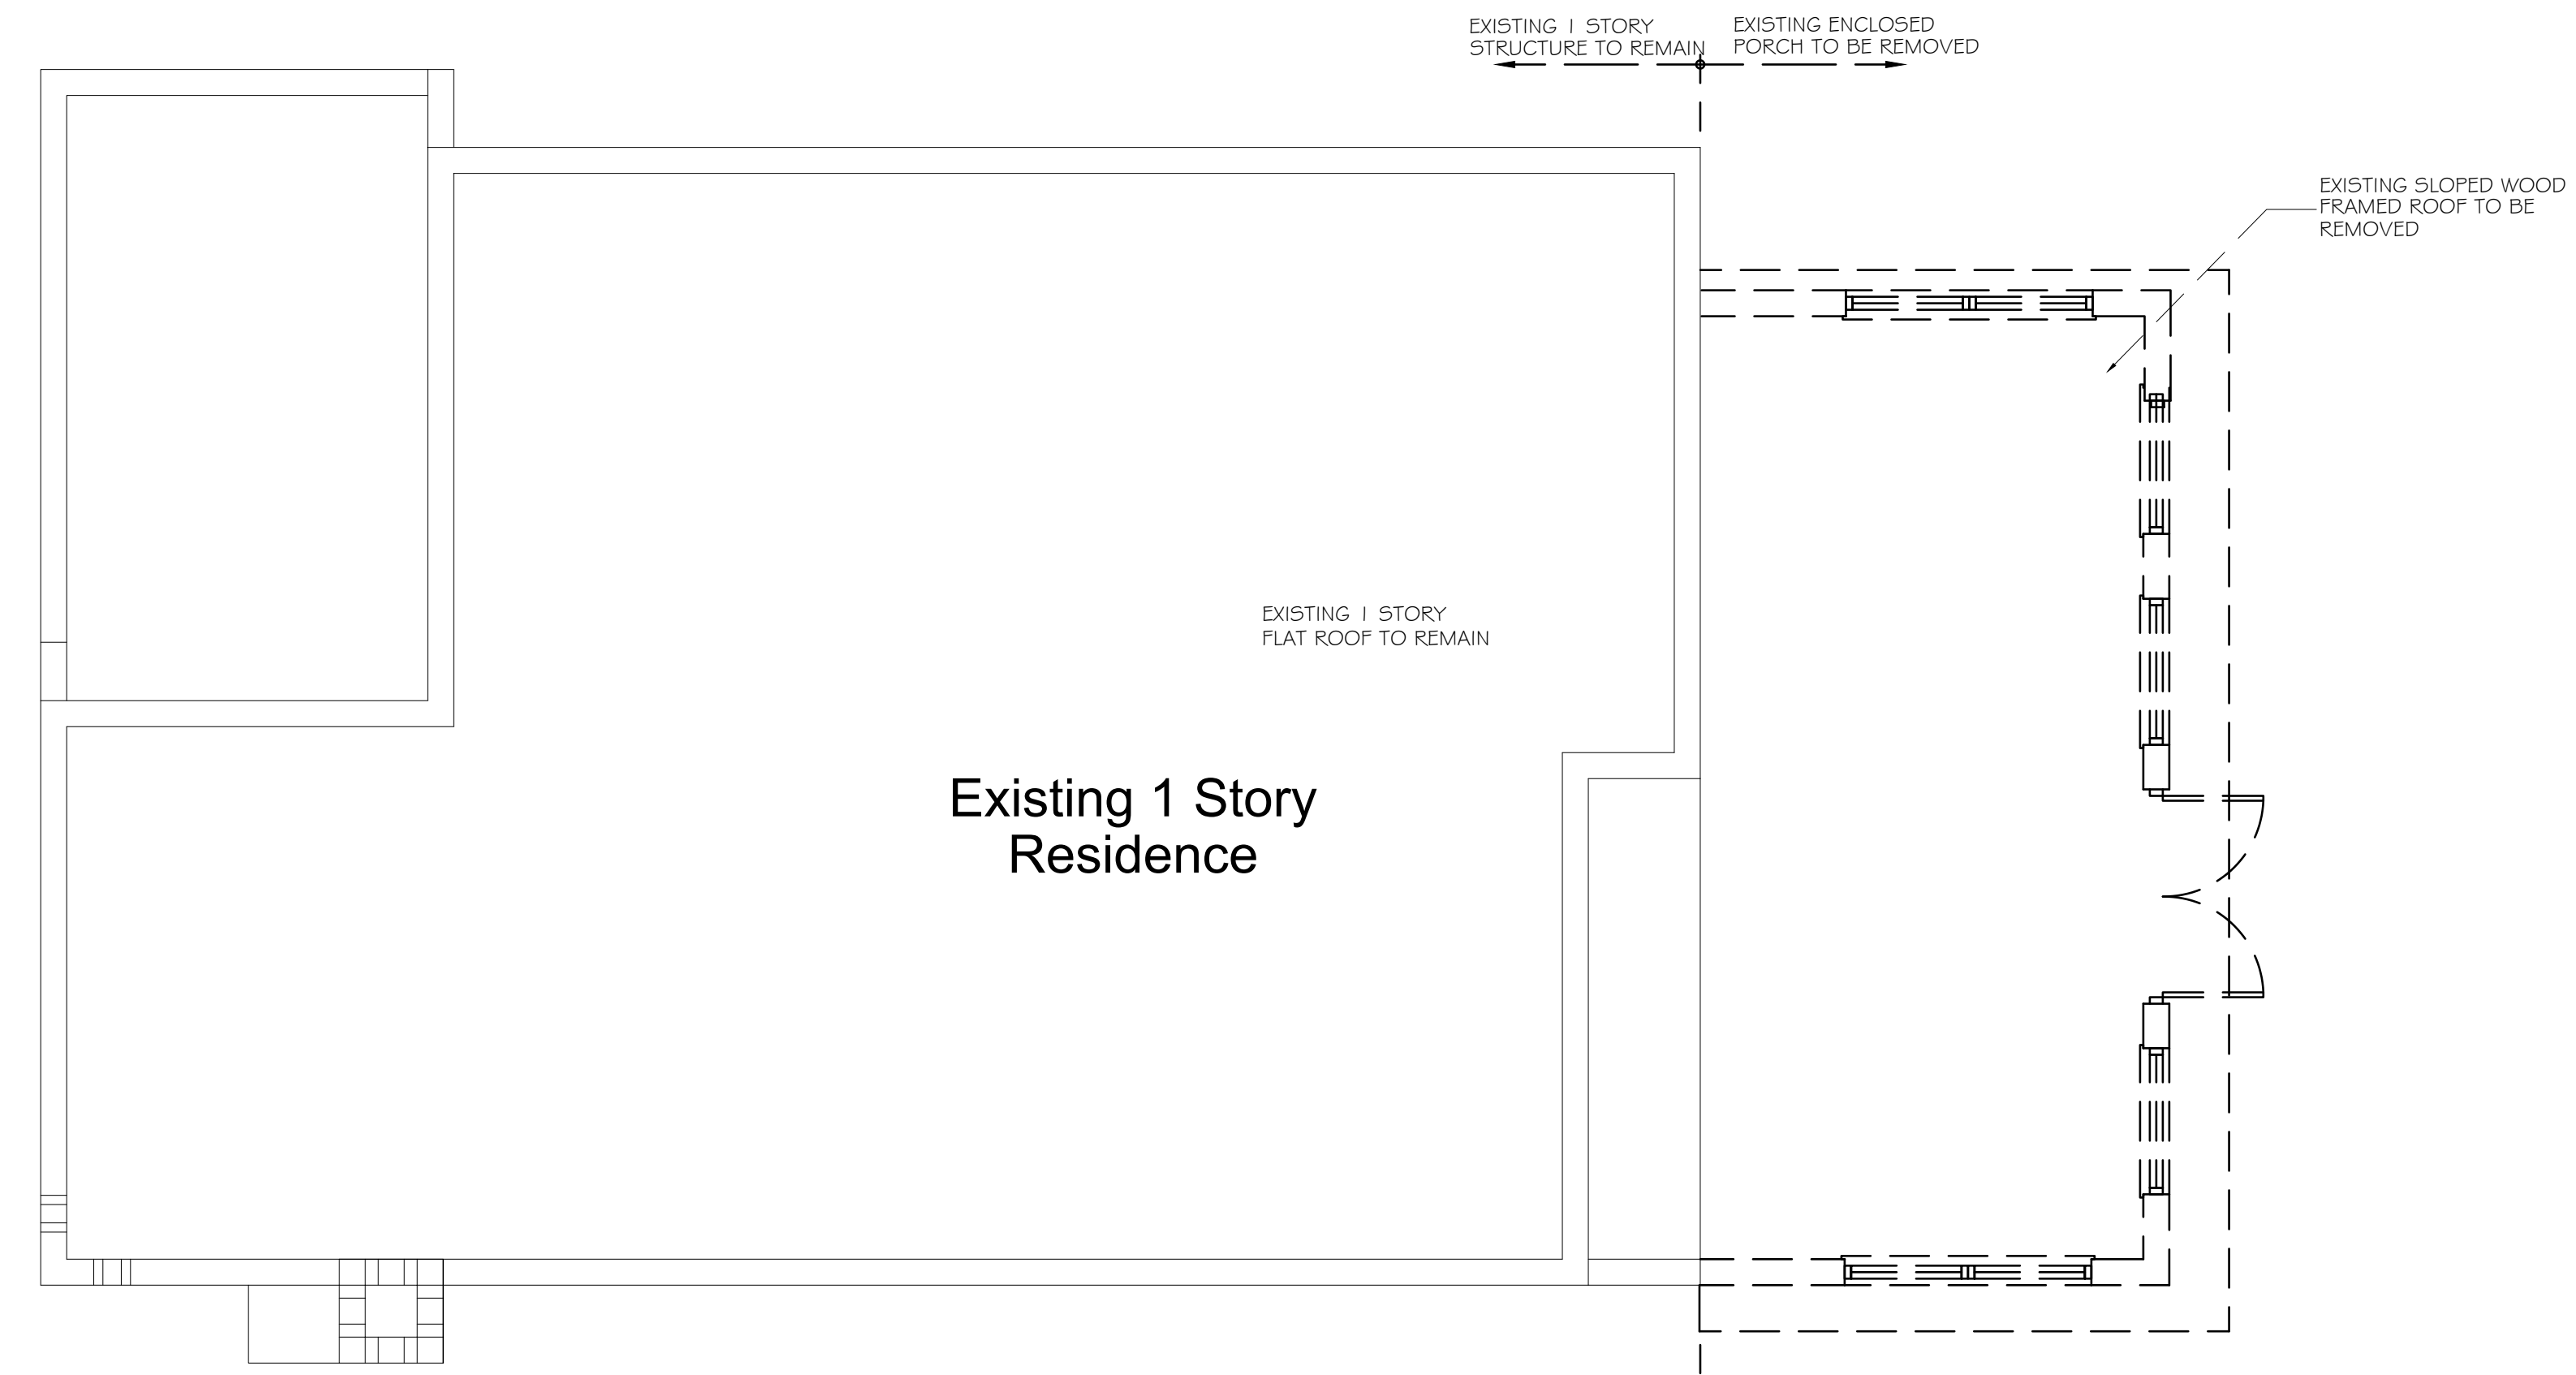 EXISTING 1 STORY
STRUCTURE TO REMAIN
EXISTING ENCLOSED
PORCH TO BE REMOVED
EXISTING SLOPED WOOD
FRAMED ROOF TO BE
REMOVED
EXISTING 1 STORY
FLAT ROOF TO REMAIN
Existing 1 Story
Residence